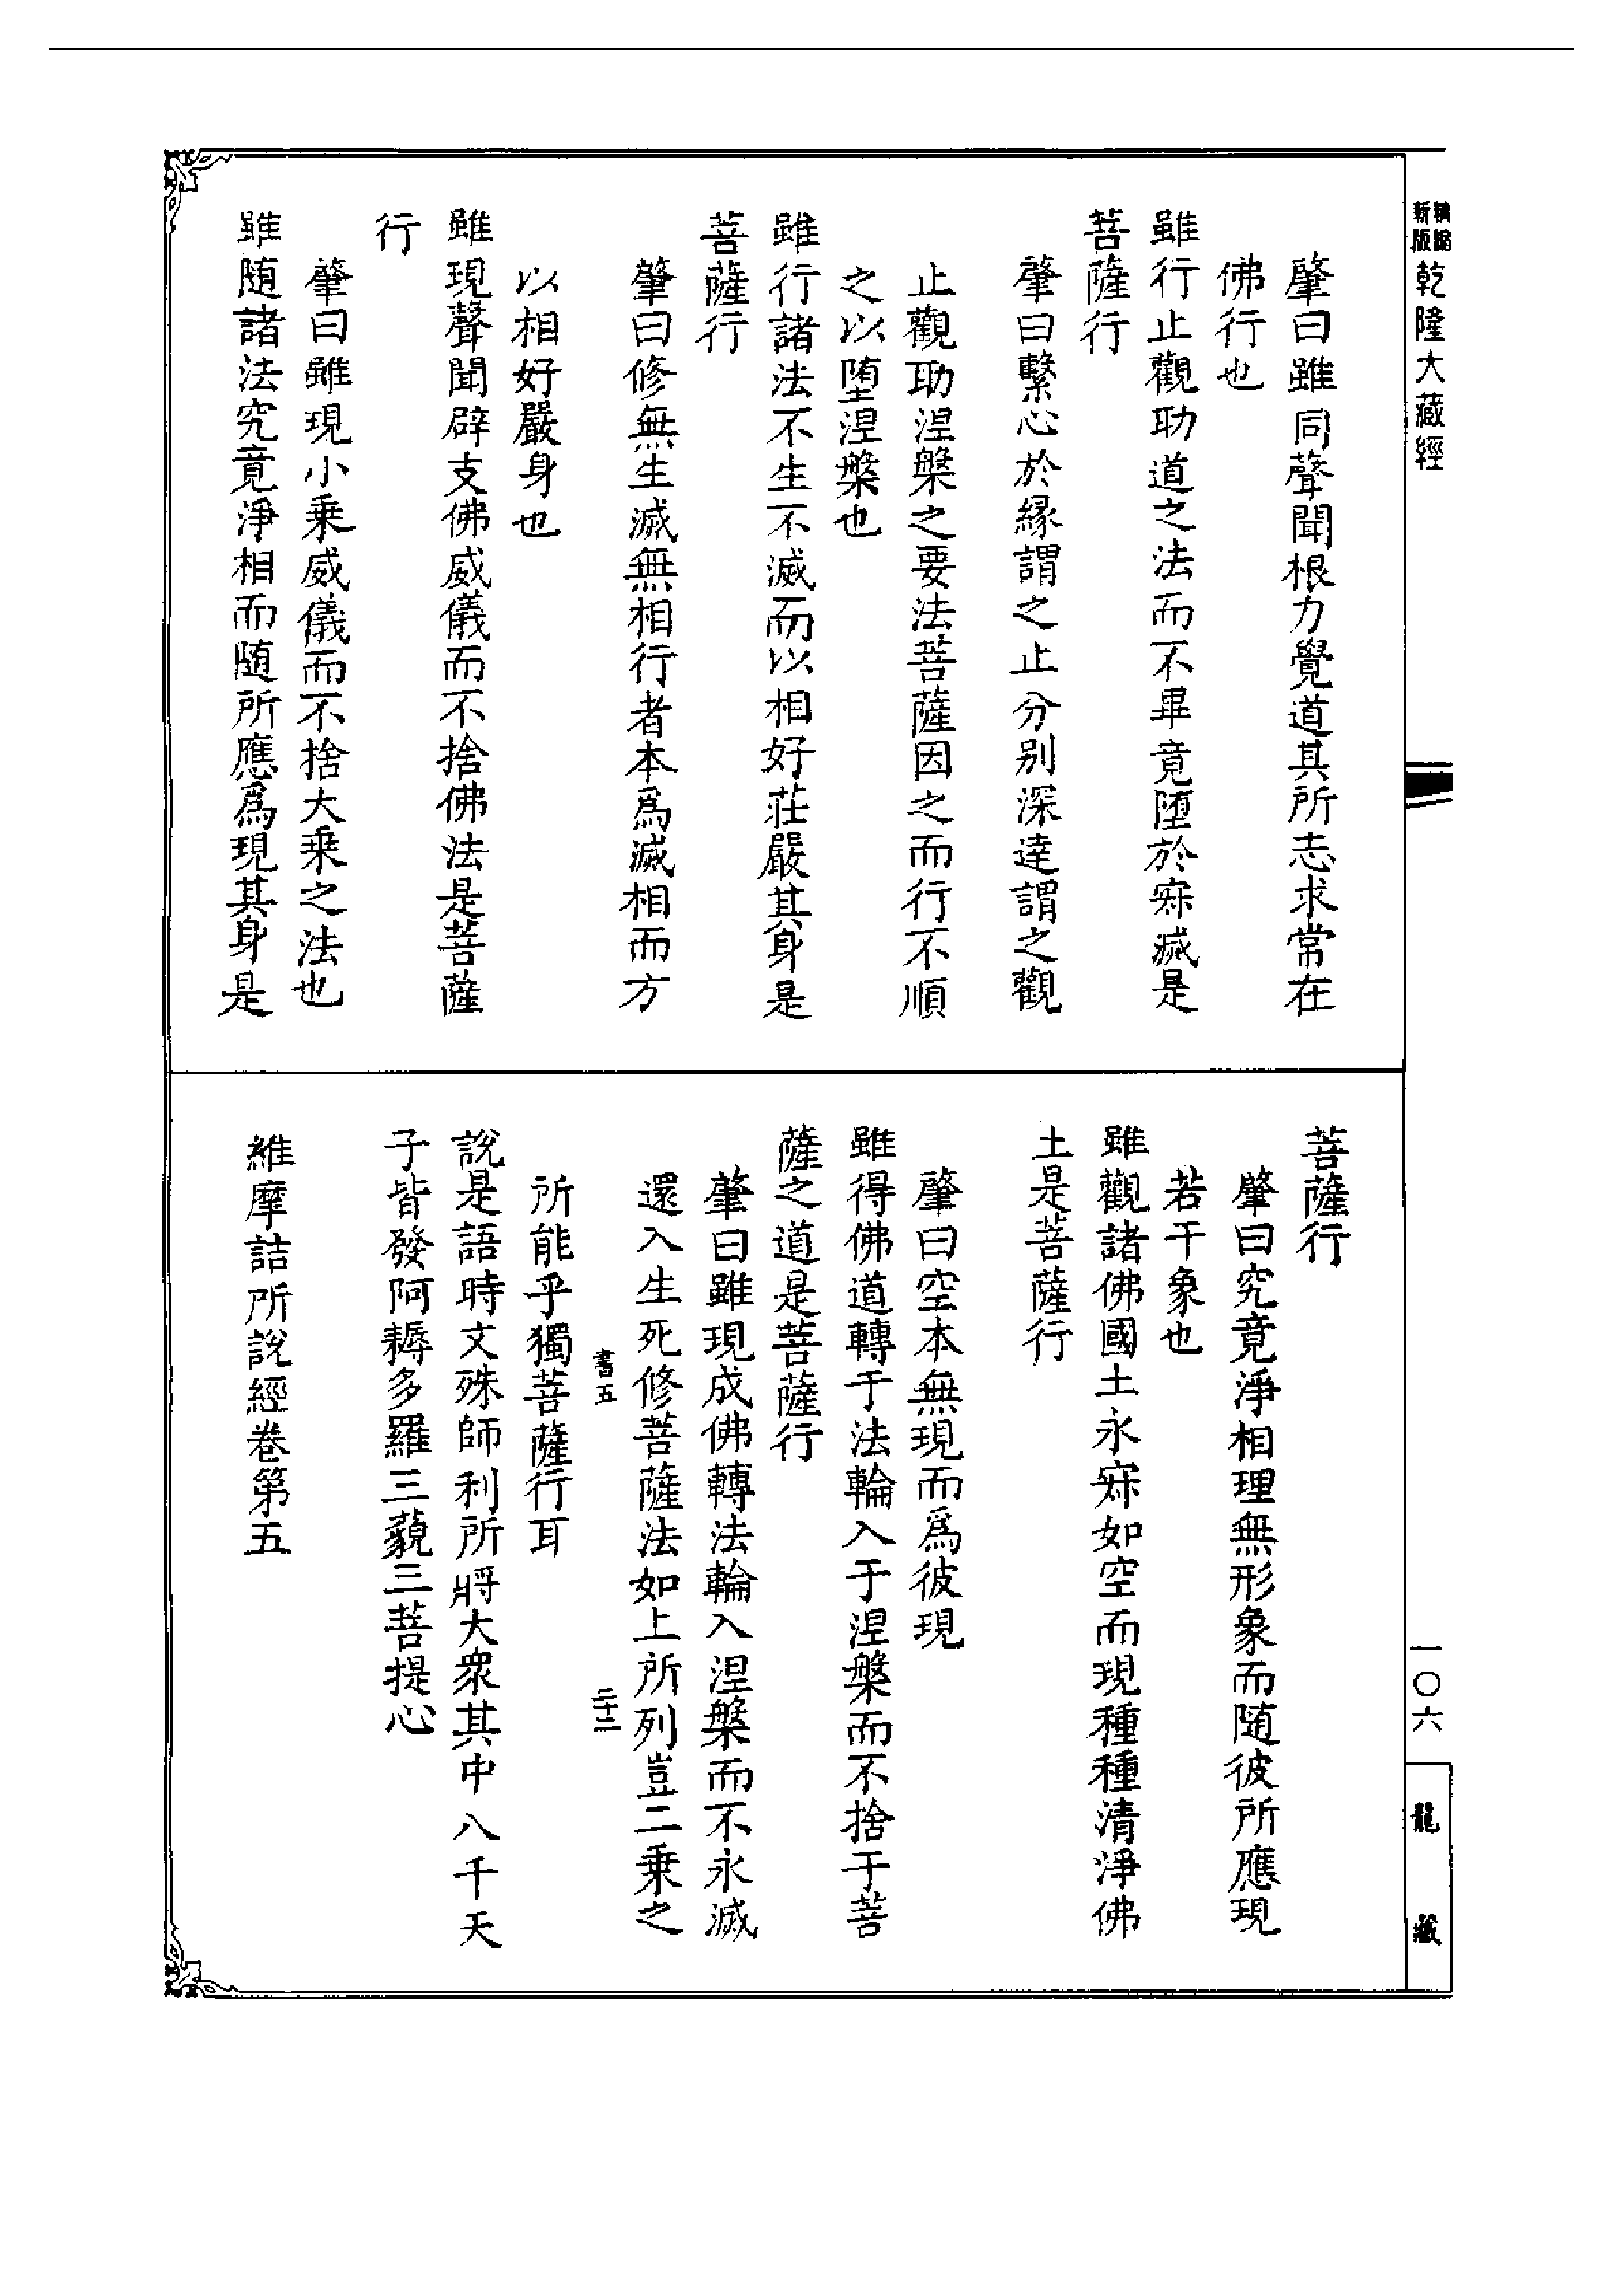 新版精縮乾隆大藏經
肇曰雖同聲聞根力覺道其所志求常在
佛行也
雖行止觀助道之法而不畢竟墮於寂滅是
菩薩行
肇曰繫心於緣謂之止分别深達謂之觀
止觀助涅槃之要法菩薩因之而行不順
之以墮涅槃也
雖行諸法不生不滅而以相好莊嚴其身是
菩薩行
肇曰修無生滅無相行者本爲滅相而方
以相好嚴身也
雖現聲聞辟支佛威儀而不捨佛法是菩薩
行
肇曰雖現小乘威儀而不捨大乘之法也
雖随諸法究竟淨相而随所應爲現其身是
菩薩行
肇曰究竟淨相理無形象而随彼所應現
若干象也
雖觀諸佛國土永寂如空而現種種清淨佛
土是菩薩行
肇曰空本無現而爲彼現
雖得佛道轉于法輪入于涅槃而不捨于菩
薩之道是菩薩行
肇曰雖現成佛轉法輪入涅槃而不永滅
還入生死修菩薩法如上所列豈二乘之
書五 二十二
所能乎獨菩薩行耳
說是語時文殊師利所將大衆其中八千天
子皆發阿耨多羅三藐三菩提心
維摩詰所說經卷第五
一〇六
龍藏